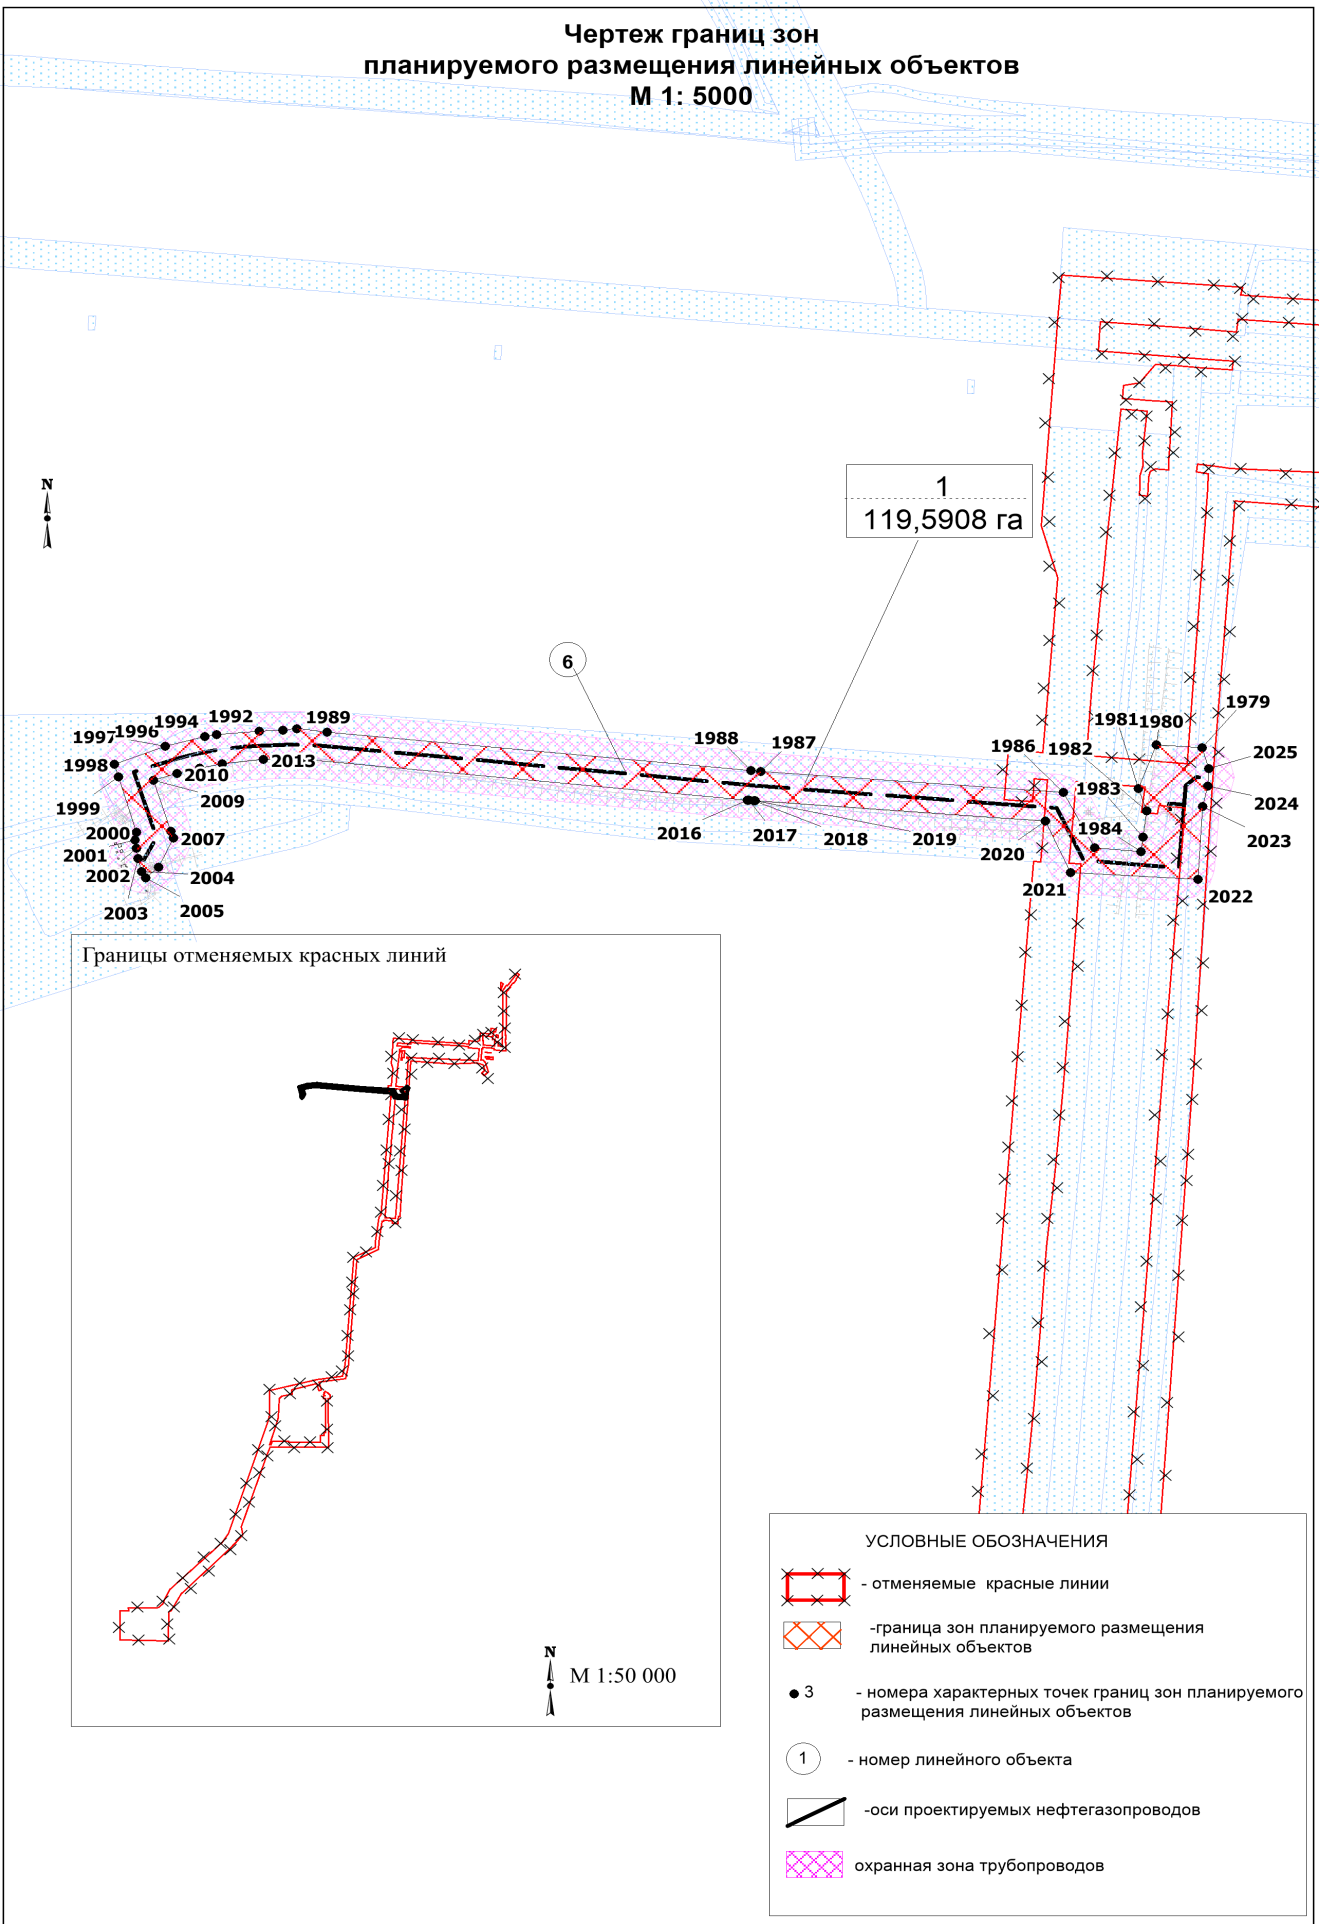 Чертеж границ зон
планируемого размещения линейных объектов
М 1: 5000
N
1
119,5908 га
6
1997
1996
1994
1992
1989
1998
2010
2013
1999
2009
2000
2007
2001
2002
2004
2003
2005
1988
1987
1986
1982
1981
1980
1979
2025
1983
2024
2016
2017
2018
2019
1984
2023
2020
2021
2022
Границы отменяемых красных линий
N
М 1:50 000
УСЛОВНЫЕ ОБОЗНАЧЕНИЯ
- отменяемые красные линии
-граница зон планируемого размещения
линейных объектов
3 - номера характерных точек границ зон планируемого
размещения линейных объектов
1 - номер линейного объекта
-оси проектируемых нефтегазопроводов
охранная зона трубопроводов